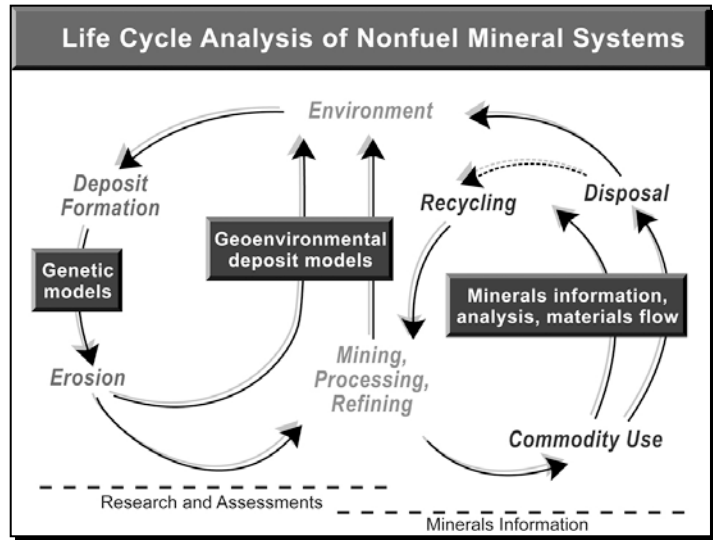 Life Cycle Analysis of Nonfuel Mineral Systems
Environment
Deposit
Formation
Recycling
Disposal
Geoenvironmental
deposit models
Genetic
models
Minerals information,
analysis, materials flow
Mining,
Processing,
Refining
Erosion
Commodity Use
Research and Assessments
Minerals Information